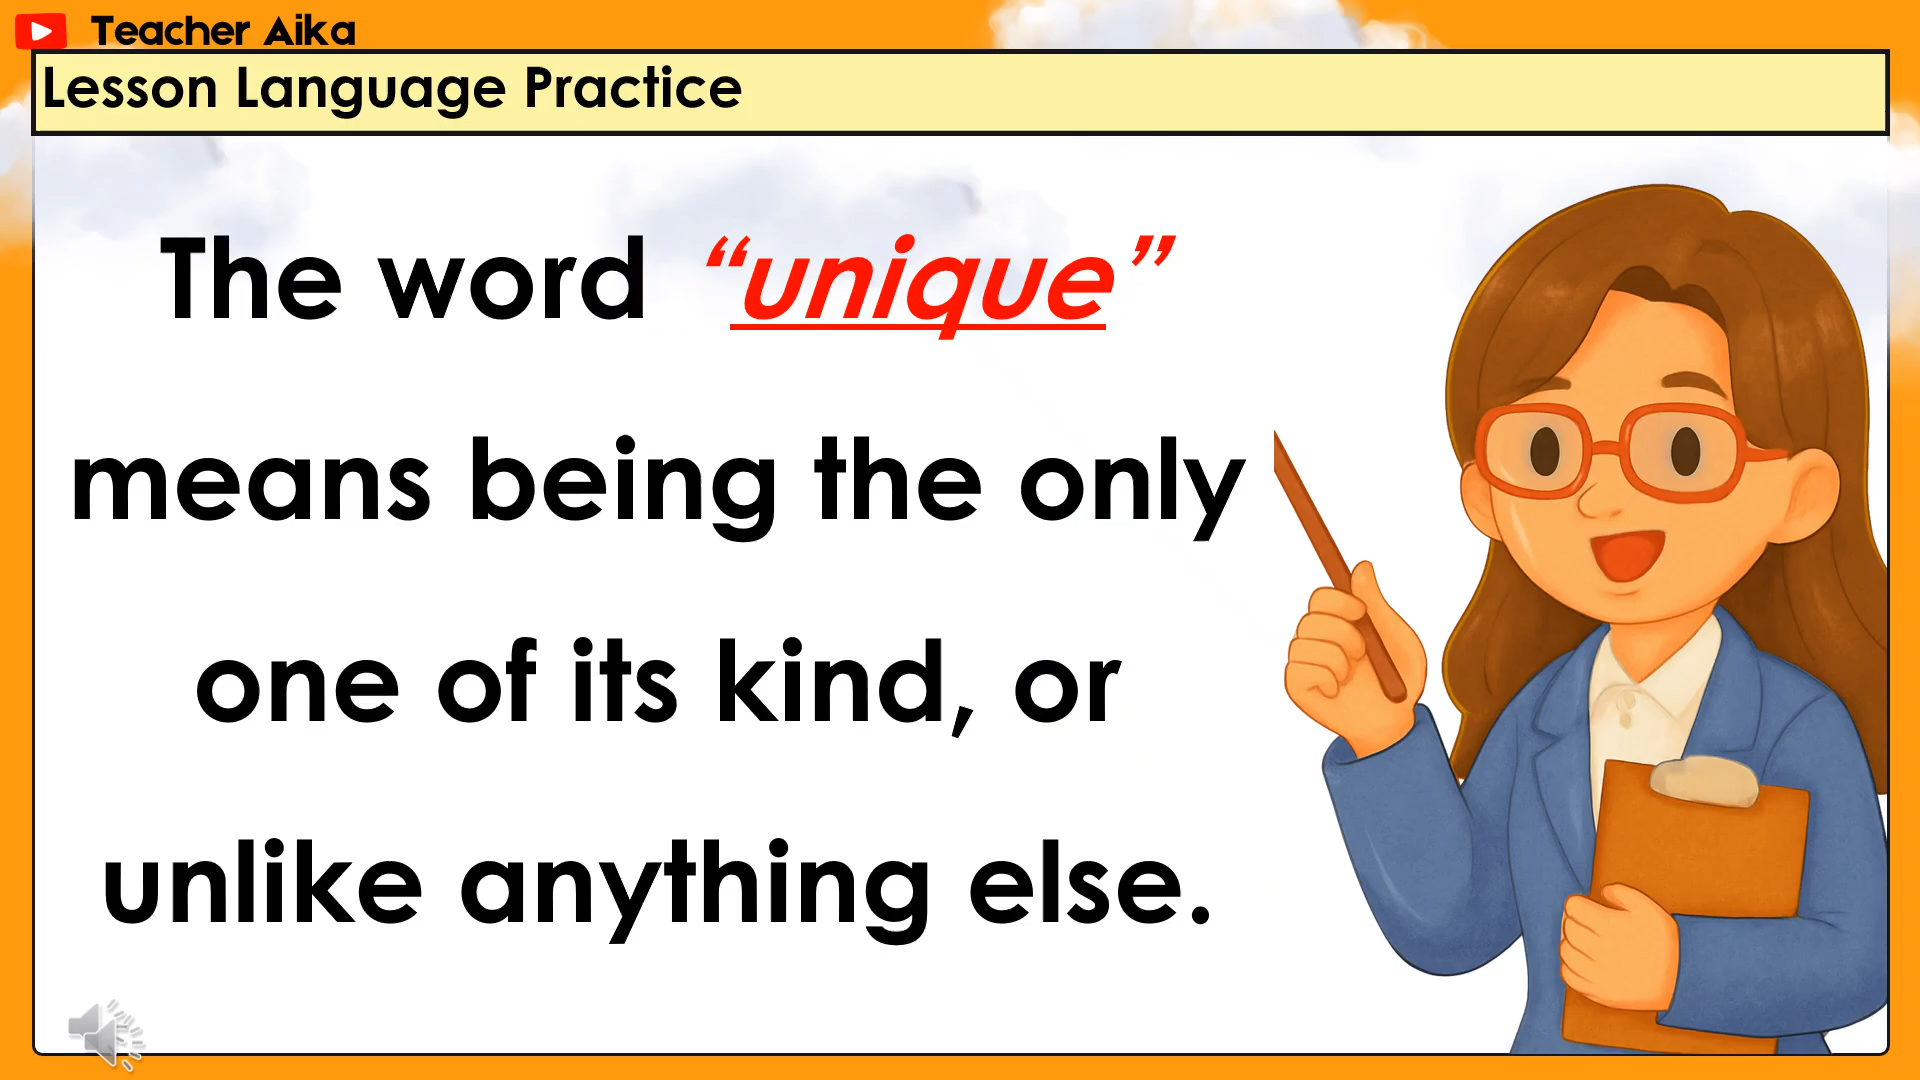 Teacher Aika
Lesson Language Practice
The word “unique”
means being the only
one of its kind, or
unlike anything else.